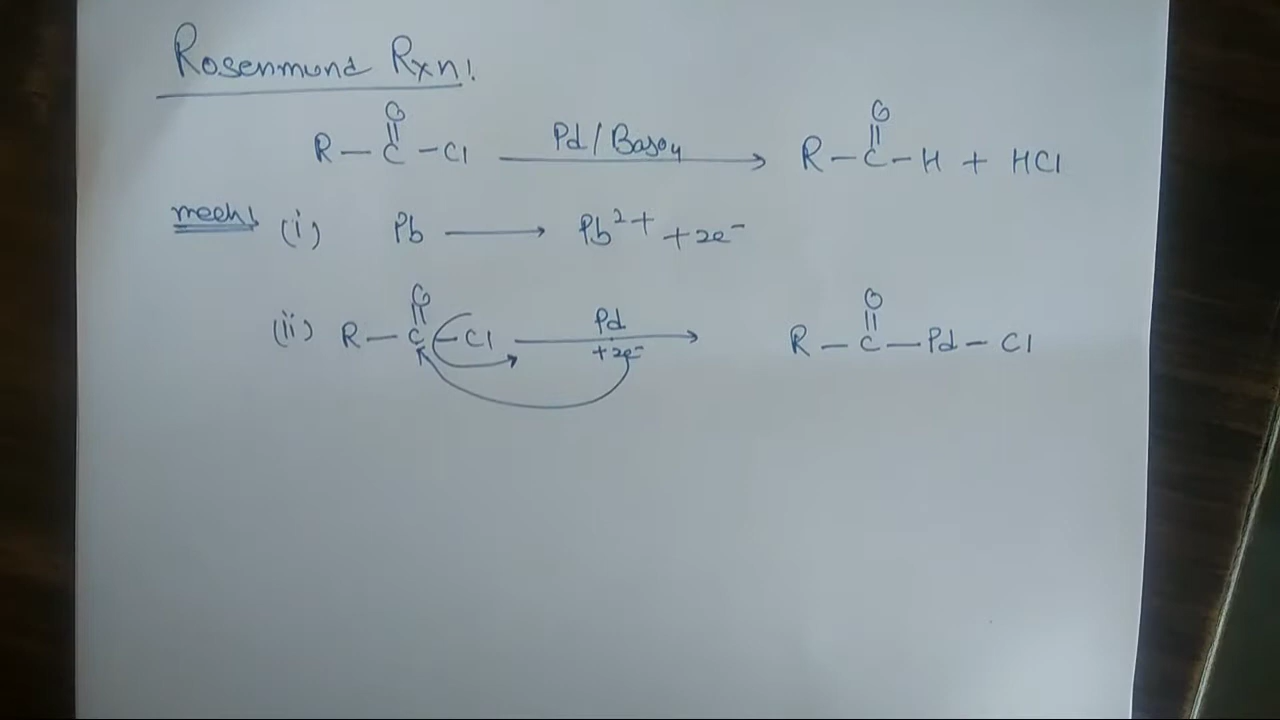 Rosenmund Rxn!
O
R — C — Cl  Pd / BaSO4 →  R — C — H + HCl
O
mech! (i) Pb → Pb2+ + 2e-
O
(ii) R — C — Cl  Pd +2e- →  R — C — Pd — Cl
O